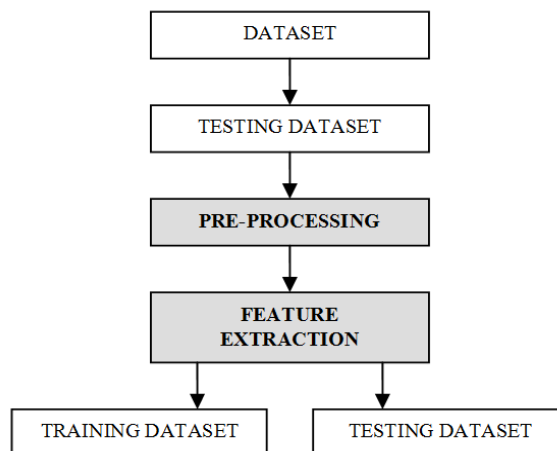 DATASET
TESTING DATASET
PRE-PROCESSING
FEATURE
EXTRACTION
TRAINING DATASET
TESTING DATASET